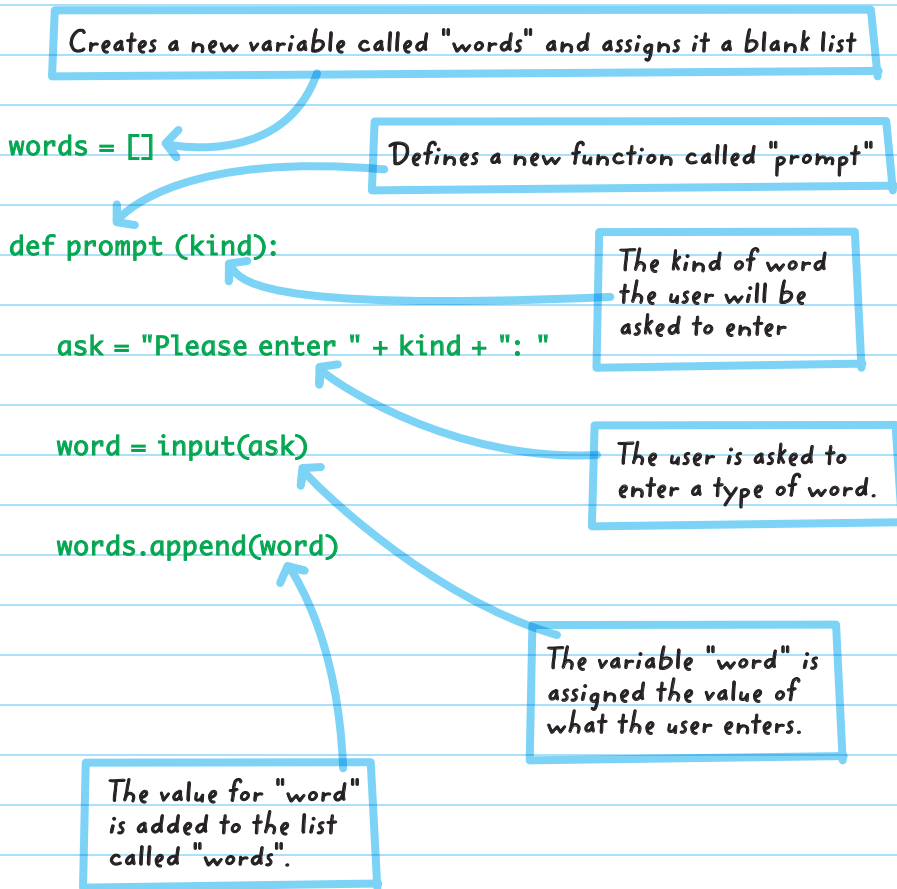 Creates a new variable called "words" and assigns it a blank list
words = []
Defines a new function called "prompt"
def prompt (kind):
The kind of word
the user will be
asked to enter
ask = "Please enter " + kind + ": "
word = input(ask)
The user is asked to
enter a type of word.
words.append(word)
The variable "word" is
assigned the value of
what the user enters.
The value for "word"
is added to the list
called "words".